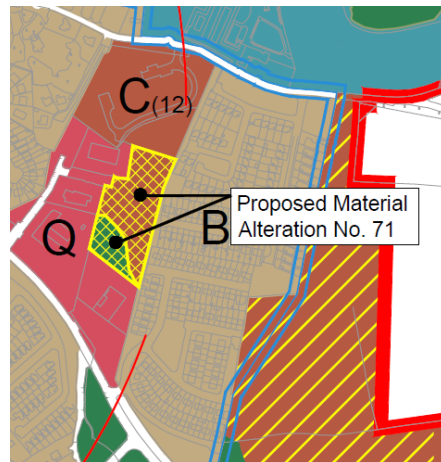 C(12)
Q
B
Proposed Material
Alteration No. 71